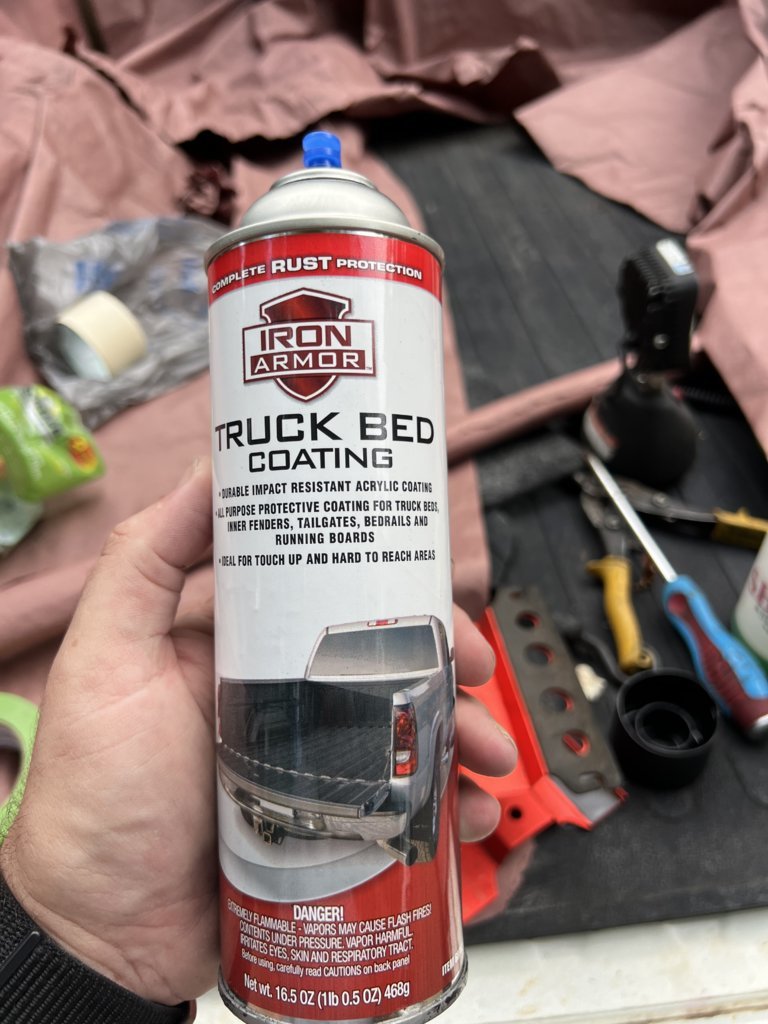 COMPLETE RUST PROTECTION
IRON
ARMOR
TRUCK BED
COATING
• DURABLE IMPACT RESISTANT ACRYLIC COATING
• ALL PURPOSE PROTECTIVE COATING FOR TRUCK BEDS,
INNER FENDERS, TAILGATES, BEDRAILS AND
RUNNING BOARDS
• IDEAL FOR TOUCH UP AND HARD TO REACH AREAS
DANGER!
EXTREMELY FLAMMABLE - VAPORS MAY CAUSE FLASH FIRES!
CONTENTS UNDER PRESSURE. VAPOR HARMFUL.
IRRITATES EYES, SKIN AND RESPIRATORY TRACT.
Before using, carefully read CAUTIONS on back panel
Net wt. 16.5 OZ (1lb 0.5 OZ) 468g
ITEM